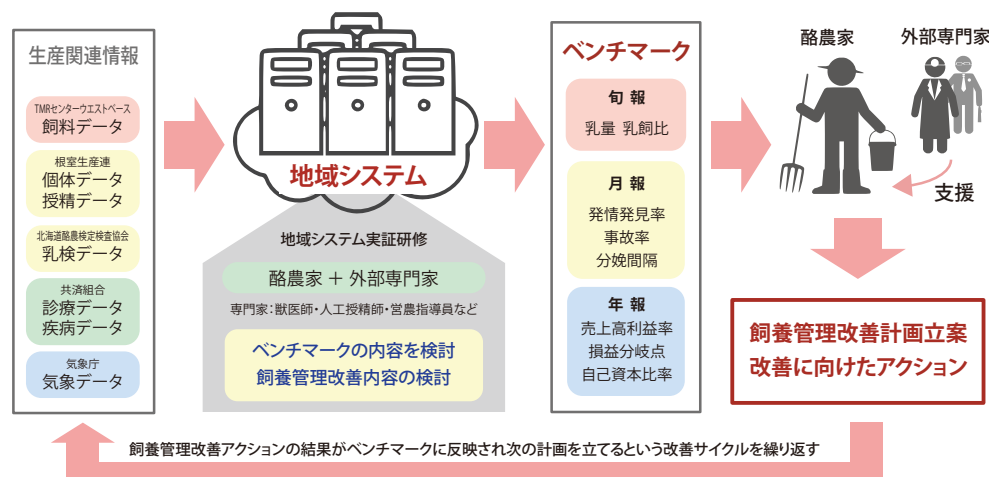 生産関連情報
TMRセンターウエストベース
飼料データ
根室生産連
個体データ
授精データ
北海道酪農検定検査協会
乳検データ
共済組合
診療データ
疾病データ
気象庁
気象データ
地域システム
地域システム実証研修
酪農家 ＋ 外部専門家
専門家：獣医師・人工授精師・営農指導員など
ベンチマークの内容を検討
飼養管理改善内容の検討
ベンチマーク
旬 報
乳量 乳飼比
月 報
発情発見率
事故率
分娩間隔
年 報
売上高利益率
損益分岐点
自己資本比率
酪農家
外部専門家
支援
飼養管理改善計画立案
改善に向けたアクション
飼養管理改善アクションの結果がベンチマークに反映され次の計画を立てるという改善サイクルを繰り返す